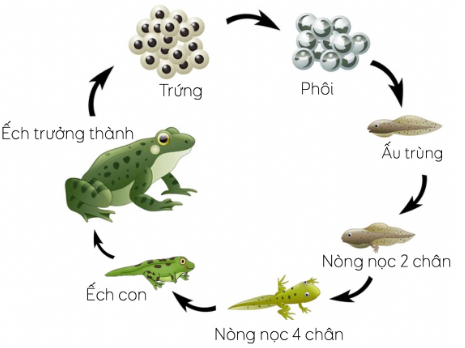 Trứng
Phôi
Ếch trưởng thành
Ấu trùng
Nòng nọc 2 chân
Ếch con
Nòng nọc 4 chân